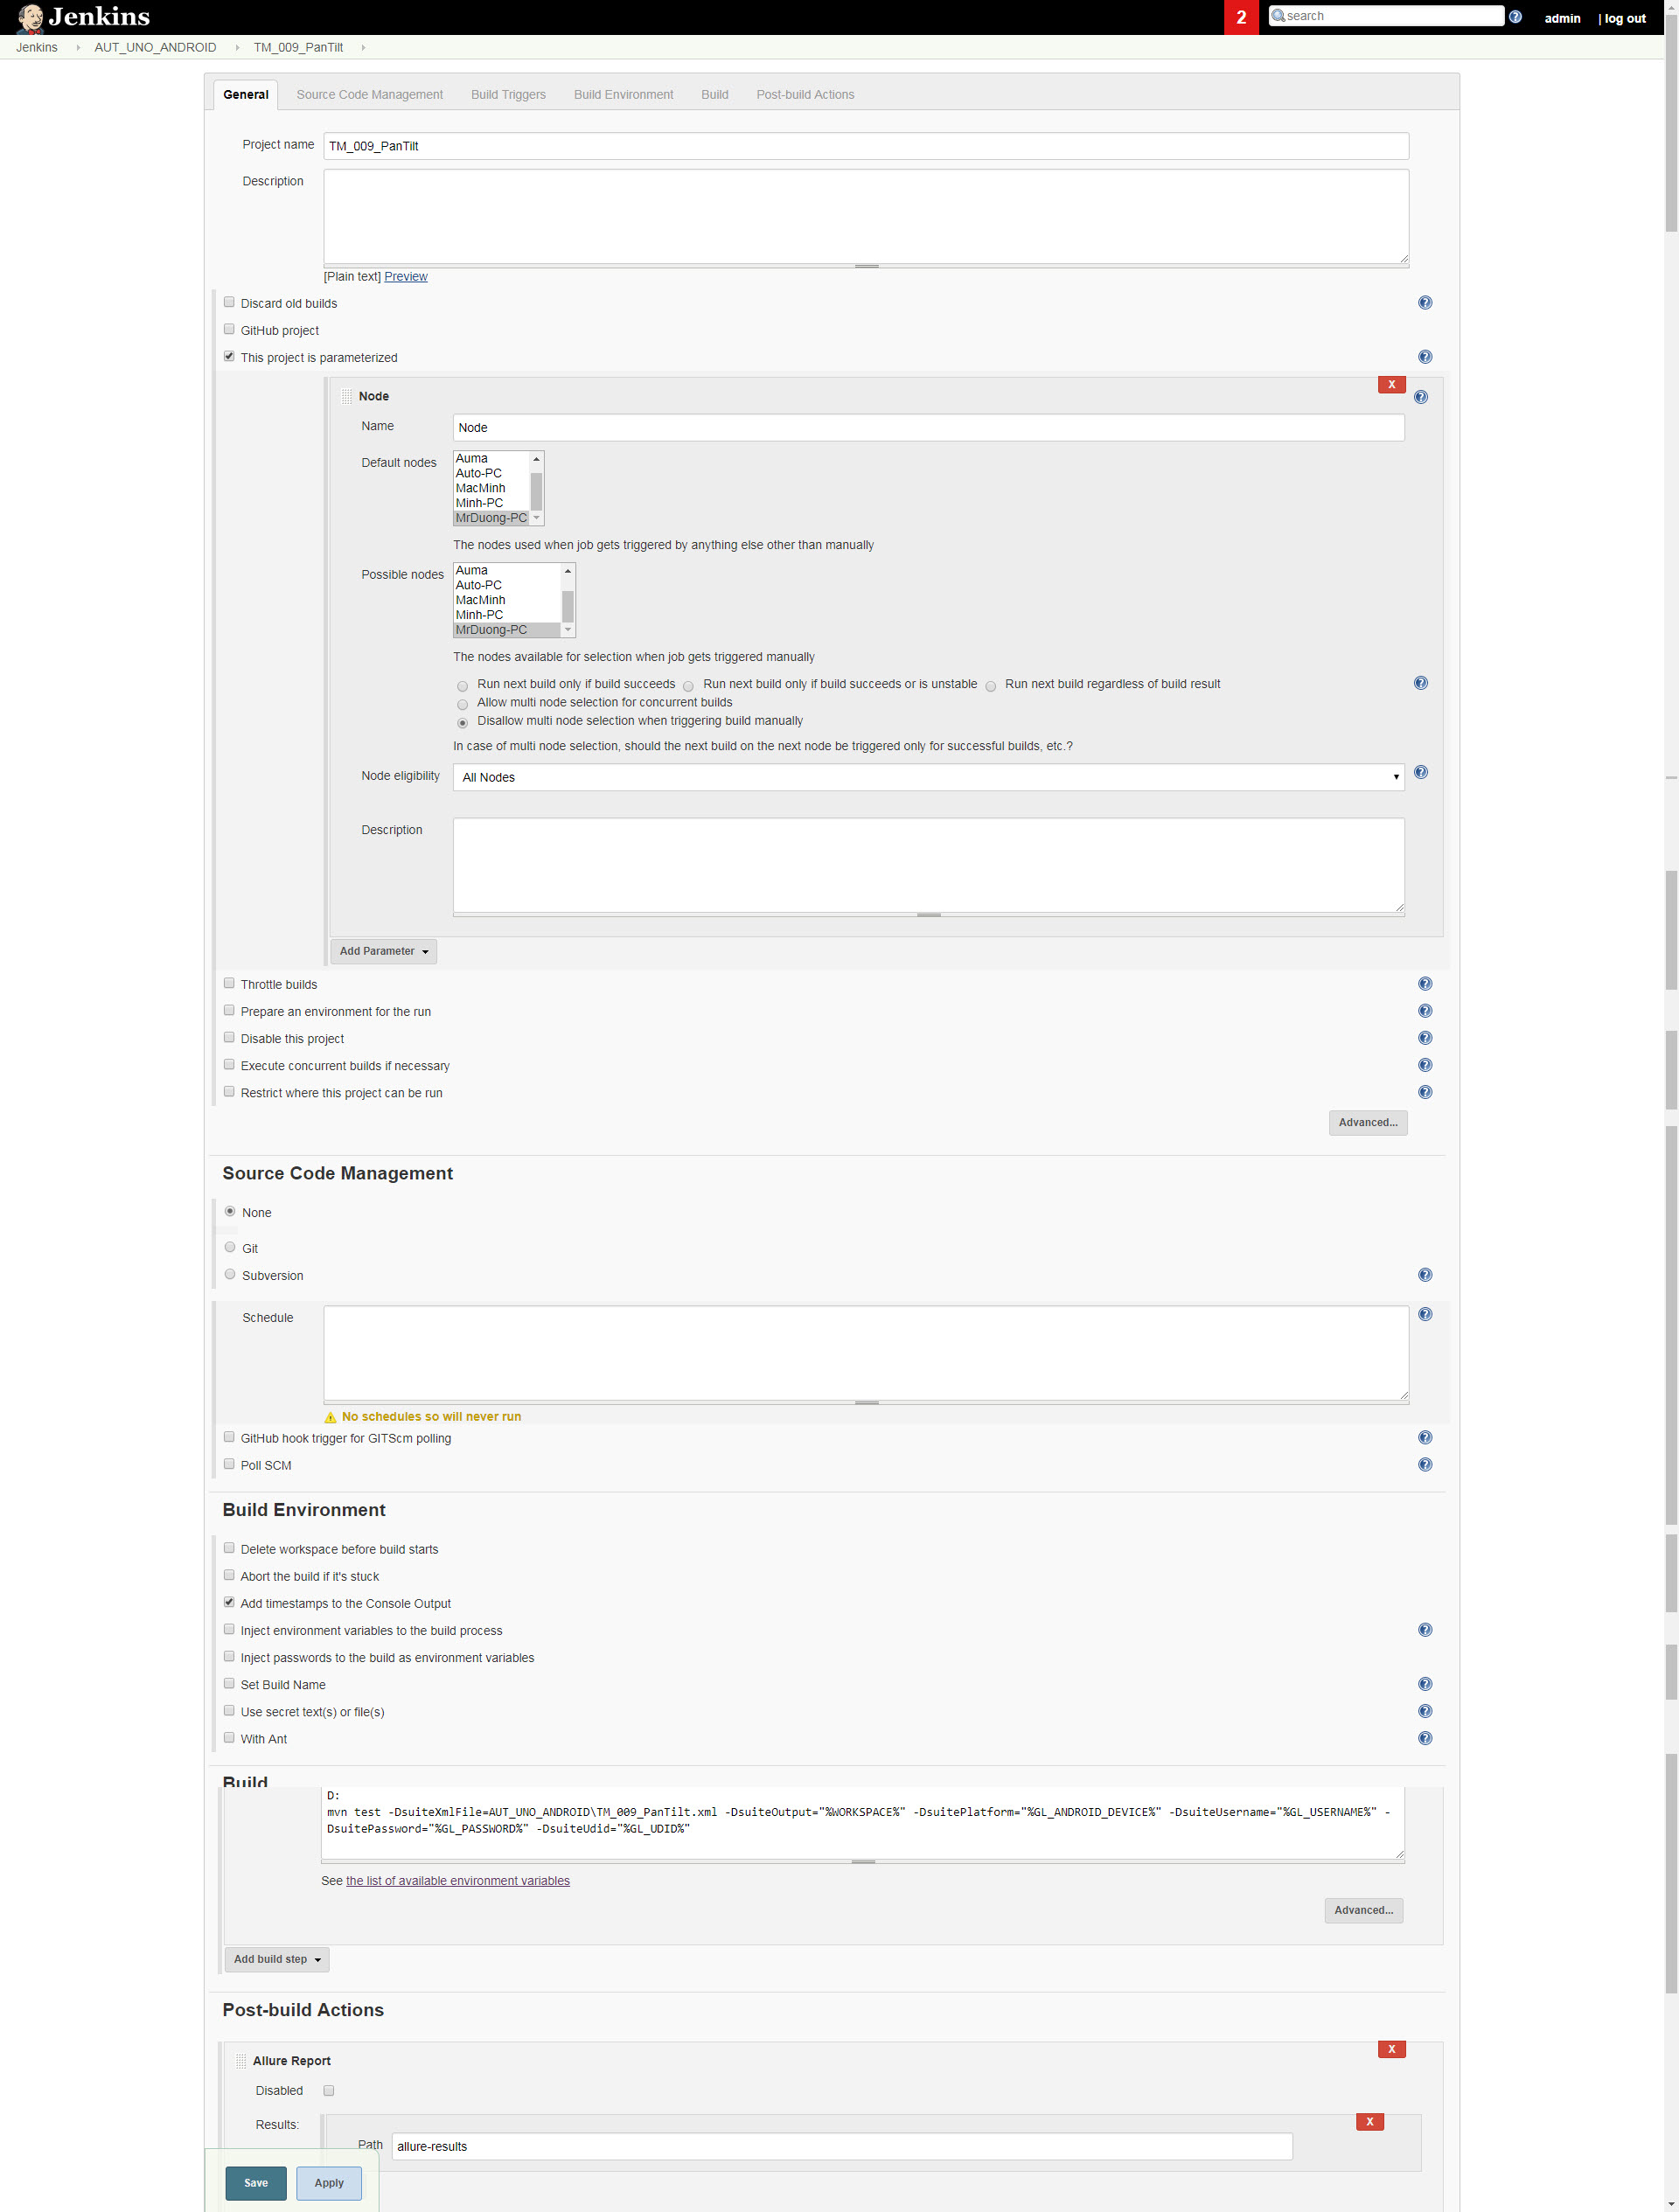 Jenkins
2
search
admin
| log out
Jenkins
AUT_UNO_ANDROID
TM_009_PanTilt
General
Source Code Management
Build Triggers
Build Environment
Build
Post-build Actions
Project name
TM_009_PanTilt
Description
[Plain text] Preview
Discard old builds
GitHub project
This project is parameterized
X
Node
Name
Node
Default nodes
Auma
Auto-PC
MacMinh
Minh-PC
MrDuong-PC
The nodes used when job gets triggered by anything else other than manually
Possible nodes
Auma
Auto-PC
MacMinh
Minh-PC
MrDuong-PC
The nodes available for selection when job gets triggered manually
Run next build only if build succeeds
Run next build only if build succeeds or is unstable
Run next build regardless of build result
Allow multi node selection for concurrent builds
Disallow multi node selection when triggering build manually
In case of multi node selection, should the next build on the next node be triggered only for successful builds, etc.?
Node eligibility
All Nodes
Description
Add Parameter
Throttle builds
Prepare an environment for the run
Disable this project
Execute concurrent builds if necessary
Restrict where this project can be run
Advanced...
Source Code Management
None
Git
Subversion
Schedule
No schedules so will never run
GitHub hook trigger for GITScm polling
Poll SCM
Build Environment
Delete workspace before build starts
Abort the build if it's stuck
Add timestamps to the Console Output
Inject environment variables to the build process
Inject passwords to the build as environment variables
Set Build Name
Use secret text(s) or file(s)
With Ant
Build
D:
mvn test -DsuiteXmlFile=AUT_UNO_ANDROID\TM_009_PanTilt.xml -DsuiteOutput="%WORKSPACE%" -DsuitePlatform="%GL_ANDROID_DEVICE%" -DsuiteUsername="%GL_USERNAME%" -
DsuitePassword="%GL_PASSWORD%" -DsuiteUdid="%GL_UDID%"
See the list of available environment variables
Advanced...
Add build step
Post-build Actions
X
Allure Report
Disabled
Results:
X
Path
allure-results
Save
Apply